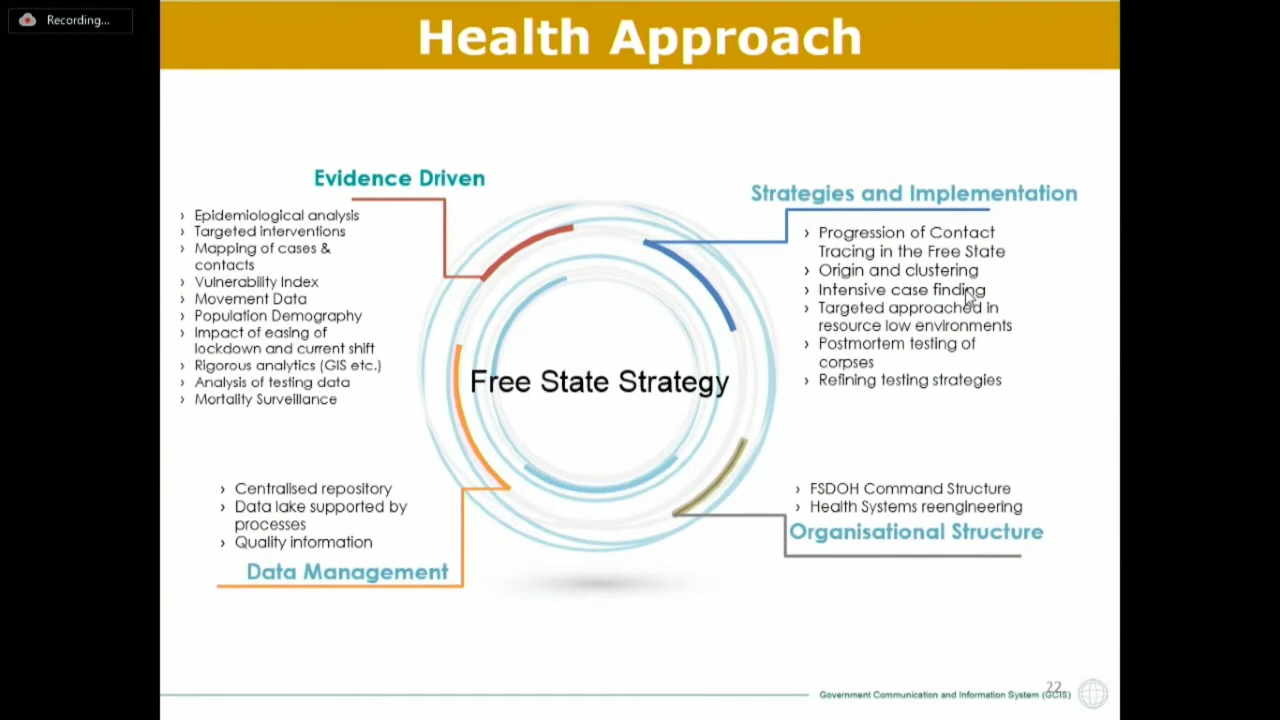 Recording...
Health Approach
Evidence Driven
› Epidemiological analysis
› Targeted interventions
› Mapping of cases &
contacts
› Vulnerability Index
› Movement Data
› Population Demography
› Impact of easing of
lockdown and current shift
› Rigorous analytics (GIS etc.)
› Analysis of testing data
› Mortality Surveillance
Strategies and Implementation
› Progression of Contact
Tracing in the Free State
› Origin and clustering
› Intensive case finding
› Targeted approached in
resource low environments
› Postmortem testing of
corpses
› Refining testing strategies
Free State Strategy
› Centralised repository
› Data lake supported by
processes
› Quality information
Data Management
› FSDOH Command Structure
› Health Systems reengineering
Organisational Structure
22
Government Communication and Information System (GCIS)